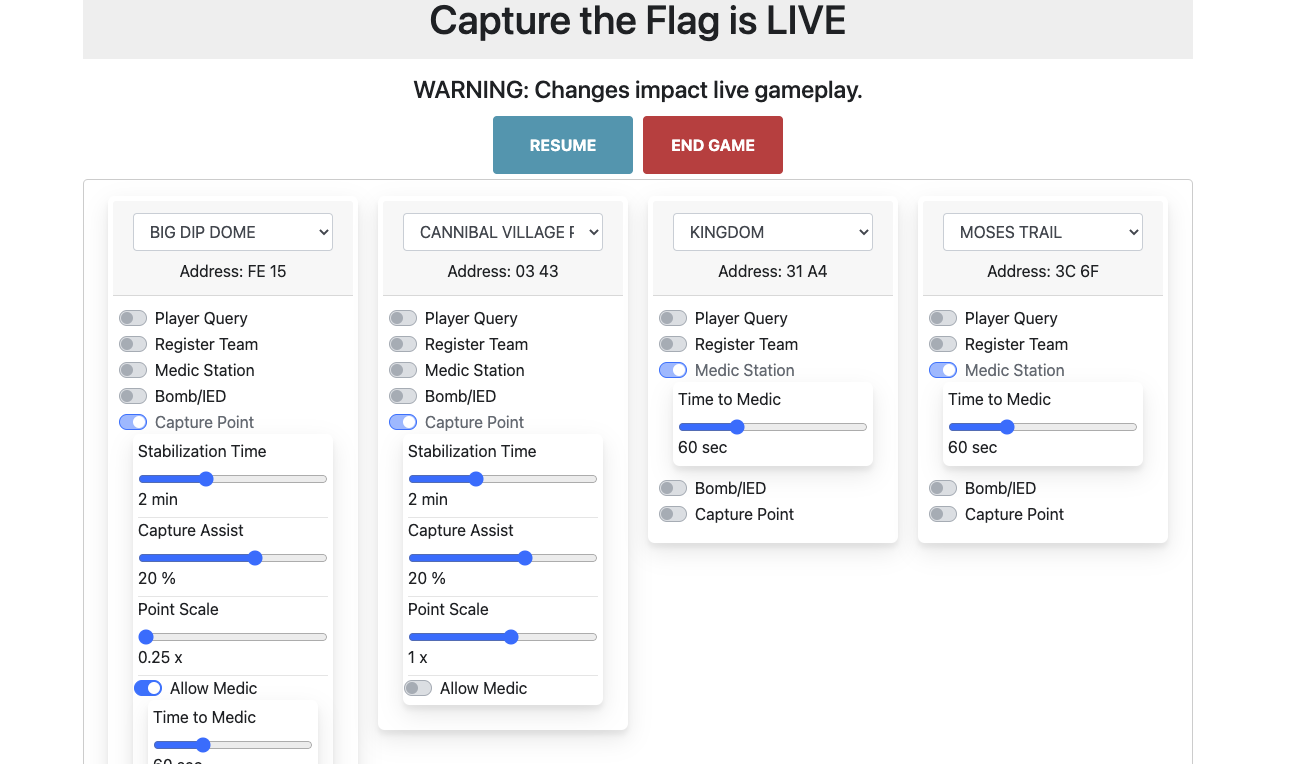 Capture the Flag is LIVE
WARNING: Changes impact live gameplay.
RESUME
END GAME
BIG DIP DOME
Address: FE 15
Player Query
Register Team
Medic Station
Bomb/IED
Capture Point
Stabilization Time
2 min
Capture Assist
20 %
Point Scale
0.25 x
Allow Medic
Time to Medic
60 sec
CANNIBAL VILLAGE
Address: 03 43
Player Query
Register Team
Medic Station
Bomb/IED
Capture Point
Stabilization Time
2 min
Capture Assist
20 %
Point Scale
1 x
Allow Medic
KINGDOM
Address: 31 A4
Player Query
Register Team
Medic Station
Time to Medic
60 sec
Bomb/IED
Capture Point
MOSES TRAIL
Address: 3C 6F
Player Query
Register Team
Medic Station
Time to Medic
60 sec
Bomb/IED
Capture Point